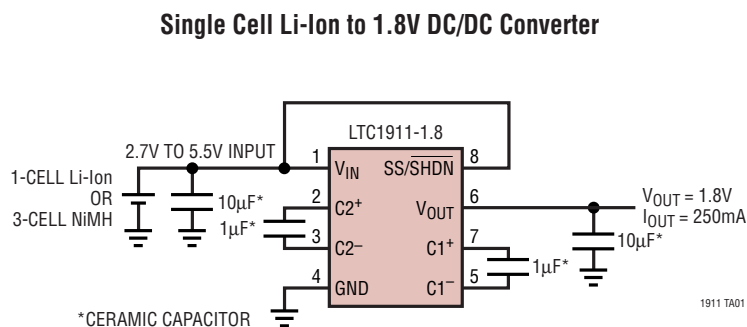 Single Cell Li-Ion to 1.8V DC/DC Converter
LTC1911-1.8
2.7V TO 5.5V INPUT
1-CELL Li-Ion
OR
3-CELL NiMH
10µF*
1µF*
1
2
3
4
VIN
C2+
C2–
GND
SS/SHDN
VOUT
C1+
C1–
8
6
7
5
1µF*
VOUT = 1.8V
IOUT = 250mA
10µF*
*CERAMIC CAPACITOR
1911 TA01